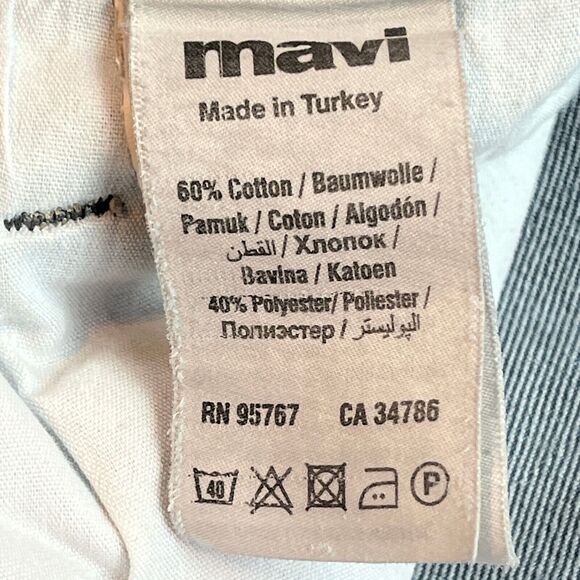 mavi
Made in Turkey
60% Cotton / Baumwolle /
Pamuk / Coton / Algodón /
القطن / Хлопок /
Bavlna / Katoen
40% Polyester/ Poliester /
Полиэстер / البوليستر
RN 95767 CA 34786
40 P